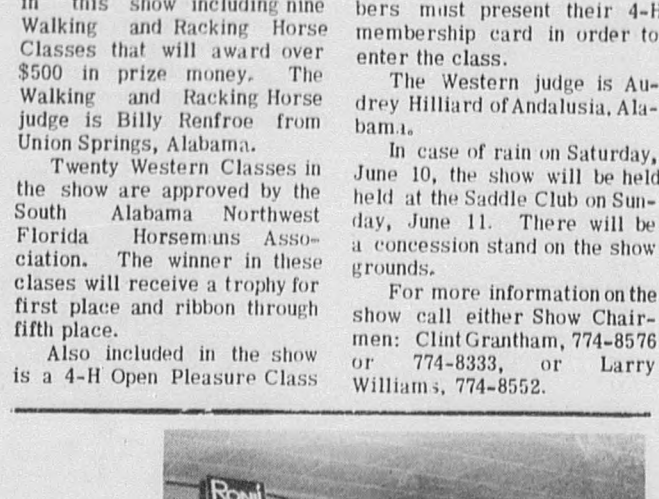 in this show including nine
Walking and Racking Horse
Classes that will award over
$500 in prize money. The
Walking and Racking Horse
judge is Billy Renfroe from
Union Springs, Alabama.
Twenty Western Classes in
the show are approved by the
South Alabama Northwest
Florida Horsemans Asso-
ciation. The winner in these
clases will receive a trophy for
first place and ribbon through
fifth place.
Also included in the show
is a 4-H Open Pleasure Class
bers must present their 4-H
membership card in order to
enter the class.
The Western judge is Au-
drey Hilliard of Andalusia, Ala-
bama.
In case of rain on Saturday,
June 10, the show will be held
held at the Saddle Club on Sun-
day, June 11. There will be
a concession stand on the show
grounds.
For more information on the
show call either Show Chair-
men: Clint Grantham, 774-8576
or 774-8333, or Larry
Williams, 774-8552.